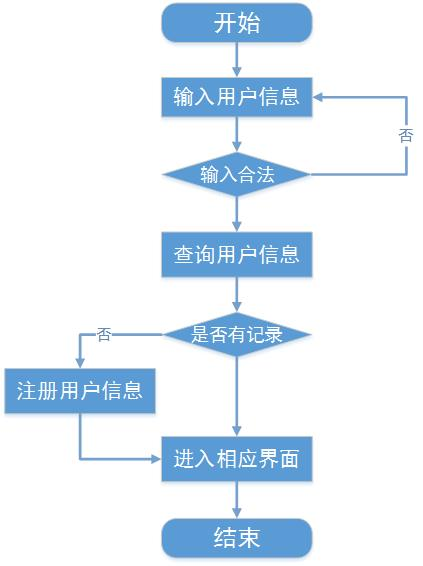 开始
输入用户信息
否
输入合法
查询用户信息
是否有记录
否
注册用户信息
进入相应界面
结束